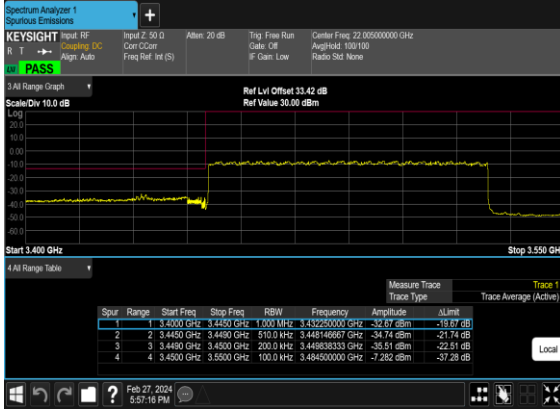 Spectrum Analyzer 1
Spurious Emissions
+
KEYSIGHT Input: RF Input Z: 50 Ω Atten: 20 dB Trig: Free Run Center Freq: 22.005000000 GHz
R T Coupling: DC Corr CCorr Gate: Off Avg|Hold: 100/100
Align: Auto Freq Ref: Int (S) IF Gain: Low Radio Std: None
PASS
3 All Range Graph
Ref Lvl Offset 33.42 dB
Scale/Div 10.0 dB Ref Value 30.00 dBm
Log
20.0
10.0
0.00
-10.0
-20.0
-30.0
-40.0
-50.0
-60.0
Start 3.400 GHz Stop 3.550 GH
4 All Range Table
Measure Trace Trace 1
Trace Type Trace Average (Active)
Spur Range Start Freq Stop Freq RBW Frequency Amplitude ΔLimit
1 1 3.4000 GHz 3.4450 GHz 1.000 MHz 3.432250000 GHz -32.67 dBm -19.67 dB
2 2 3.4450 GHz 3.4490 GHz 510.0 kHz 3.448146667 GHz -34.74 dBm -21.74 dB
3 3 3.4490 GHz 3.4500 GHz 200.0 kHz 3.449838333 GHz -35.51 dBm -22.51 dB
4 4 3.4500 GHz 3.5500 GHz 100.0 kHz 3.484500000 GHz -7.282 dBm -37.28 dB
Local
? Feb 27, 2024
5:57:16 PM